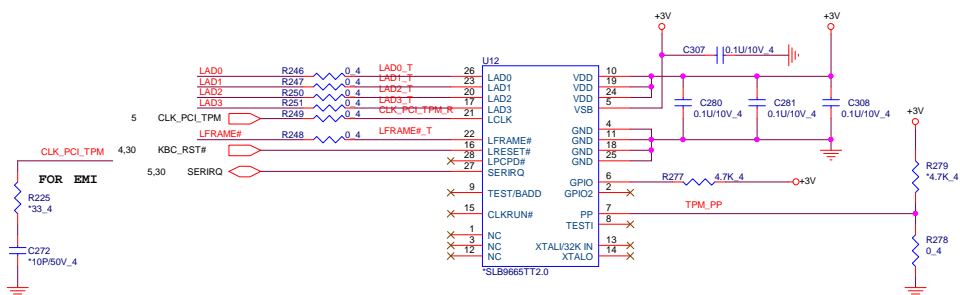 +3V
+3V
C307
0.1U/10V_4
U12
LAD0 R246 0_4 LAD0_T 26 LAD0 VDD 10
LAD1 R247 0_4 LAD1_T 23 LAD1 VDD 19
LAD2 R250 0_4 LAD2_T 20 LAD2 VDD 24
LAD3 R251 0_4 LAD3_T 17 LAD3 VSB 5
5 CLK_PCI_TPM R249 0_4 CLK_PCI_TPM_R 21 LCLK
C280
0.1U/10V_4
C281
0.1U/10V_4
C308
0.1U/10V_4
GND 4
LFRAME# R248 0_4 LFRAME#_T 22 LFRAME# GND 11
4,30 KBC_RST# 16 LRESET# GND 18
28 LPCPD# GND 25
5,30 SERIRQ 27 SERIRQ
CLK_PCI_TPM
FOR EMI
R225
*33_4
C272
*10P/50V_4
GPIO 6 R277 4.7K_4 +3V
9 TEST/BADD GPIO2 2
15 CLKRUN# PP 7 TPM_PP
TESTI 8
1 NC
3 NC XTALI/32K IN 13
12 NC XTALO 14
*SLB9665TT2.0
+3V
R279
*4.7K_4
R278
0_4